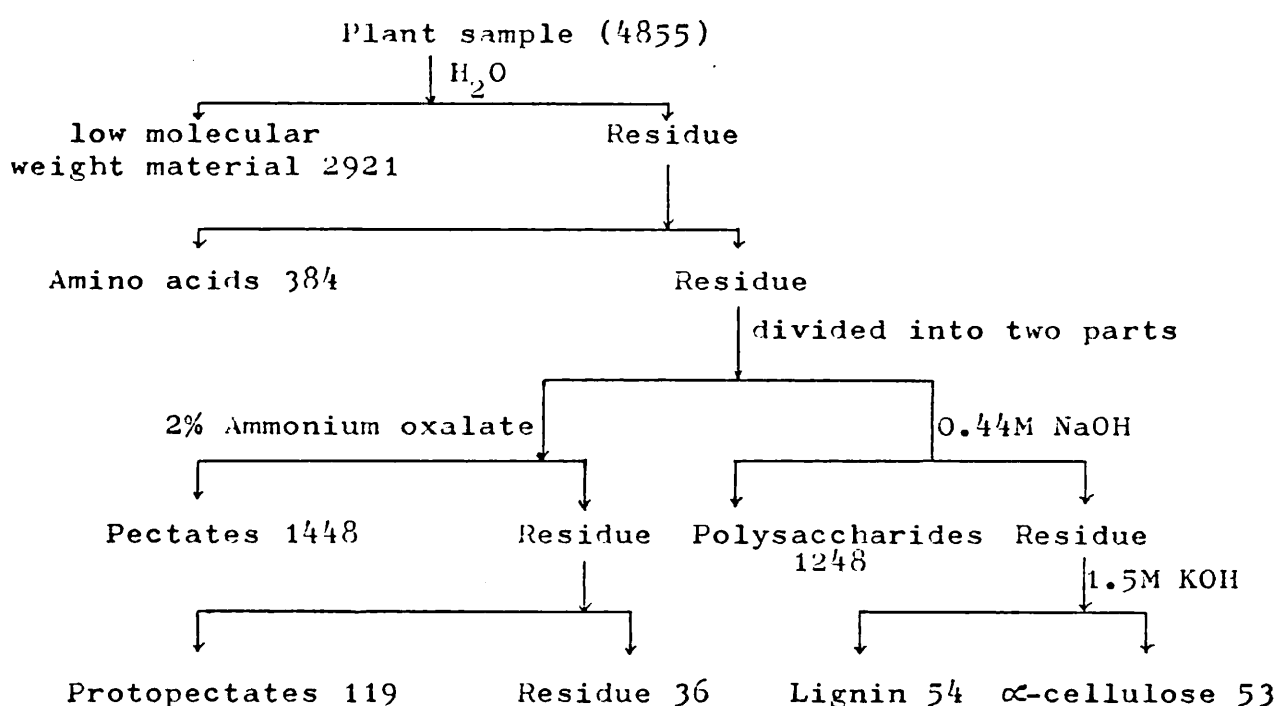 Plant sample (4855)
H₂O
low molecular
weight material 2921
Residue
Amino acids 384
Residue
divided into two parts
2% Ammonium oxalate
0.44M NaOH
Pectates 1448
Residue
Polysaccharides
1248
Residue
1.5M KOH
Protopectates 119
Residue 36
Lignin 54
α-cellulose 53